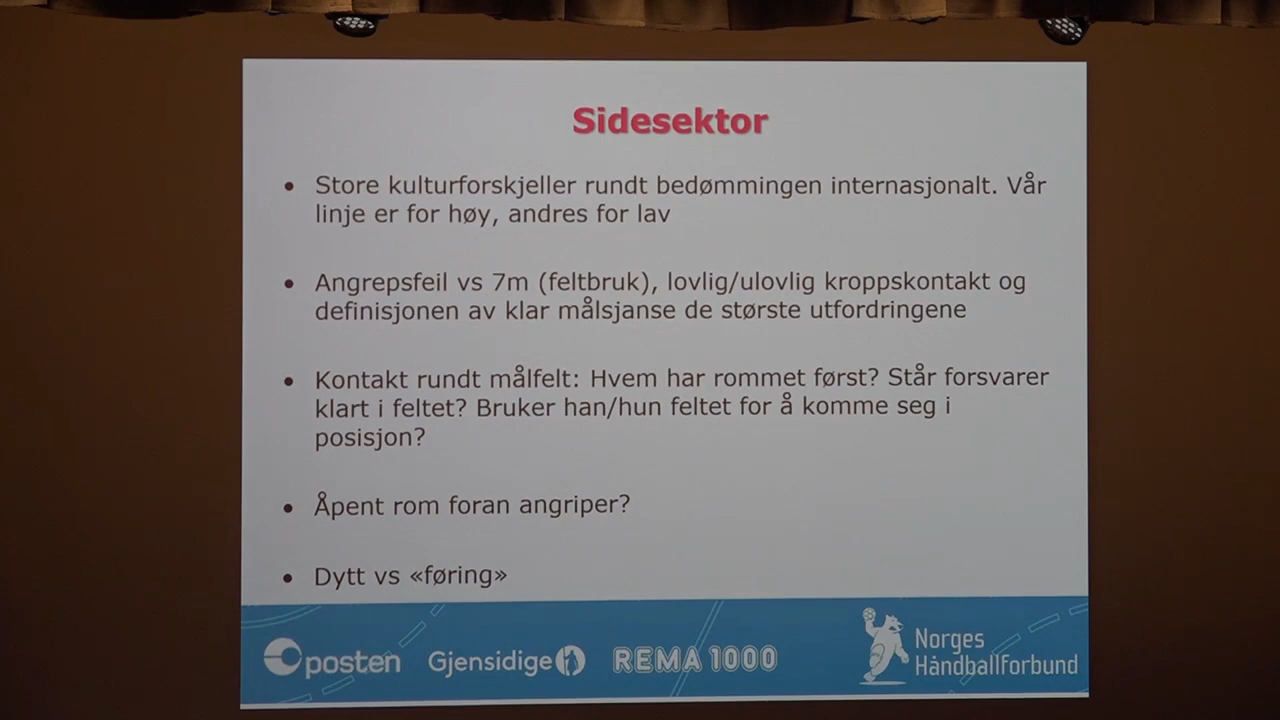 Sidesektor
• Store kulturforskjeller rundt bedømmingen internasjonalt. Vår
linje er for høy, andres for lav
• Angrepsfeil vs 7m (feltbruk), lovlig/ulovlig kroppskontakt og
definisjonen av klar målsjanse de største utfordringene
• Kontakt rundt målfelt: Hvem har rommet først? Står forsvarer
klart i feltet? Bruker han/hun feltet for å komme seg i
posisjon?
• Åpent rom foran angriper?
• Dytt vs «føring»
posten Gjensidige REMA 1000 Norges
Håndballforbund